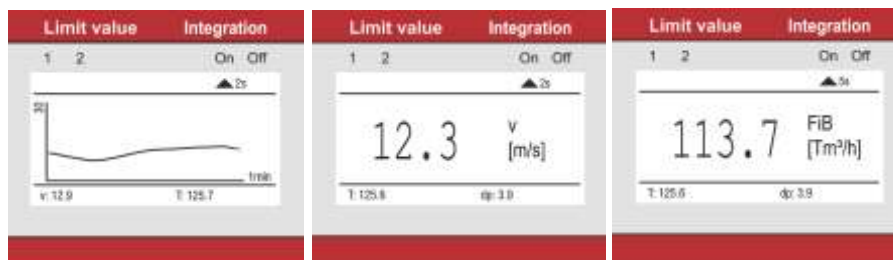 Limit value Integration
1 2 On Off
2s
t/min
v: 12.9 T: 125.7
Limit value Integration
1 2 On Off
2s
12.3 v
[m/s]
T: 125.6 dp: 3.9
Limit value Integration
1 2 On Off
113.7 FiB
[Tm³/h]
T: 125.6 dp: 3.9